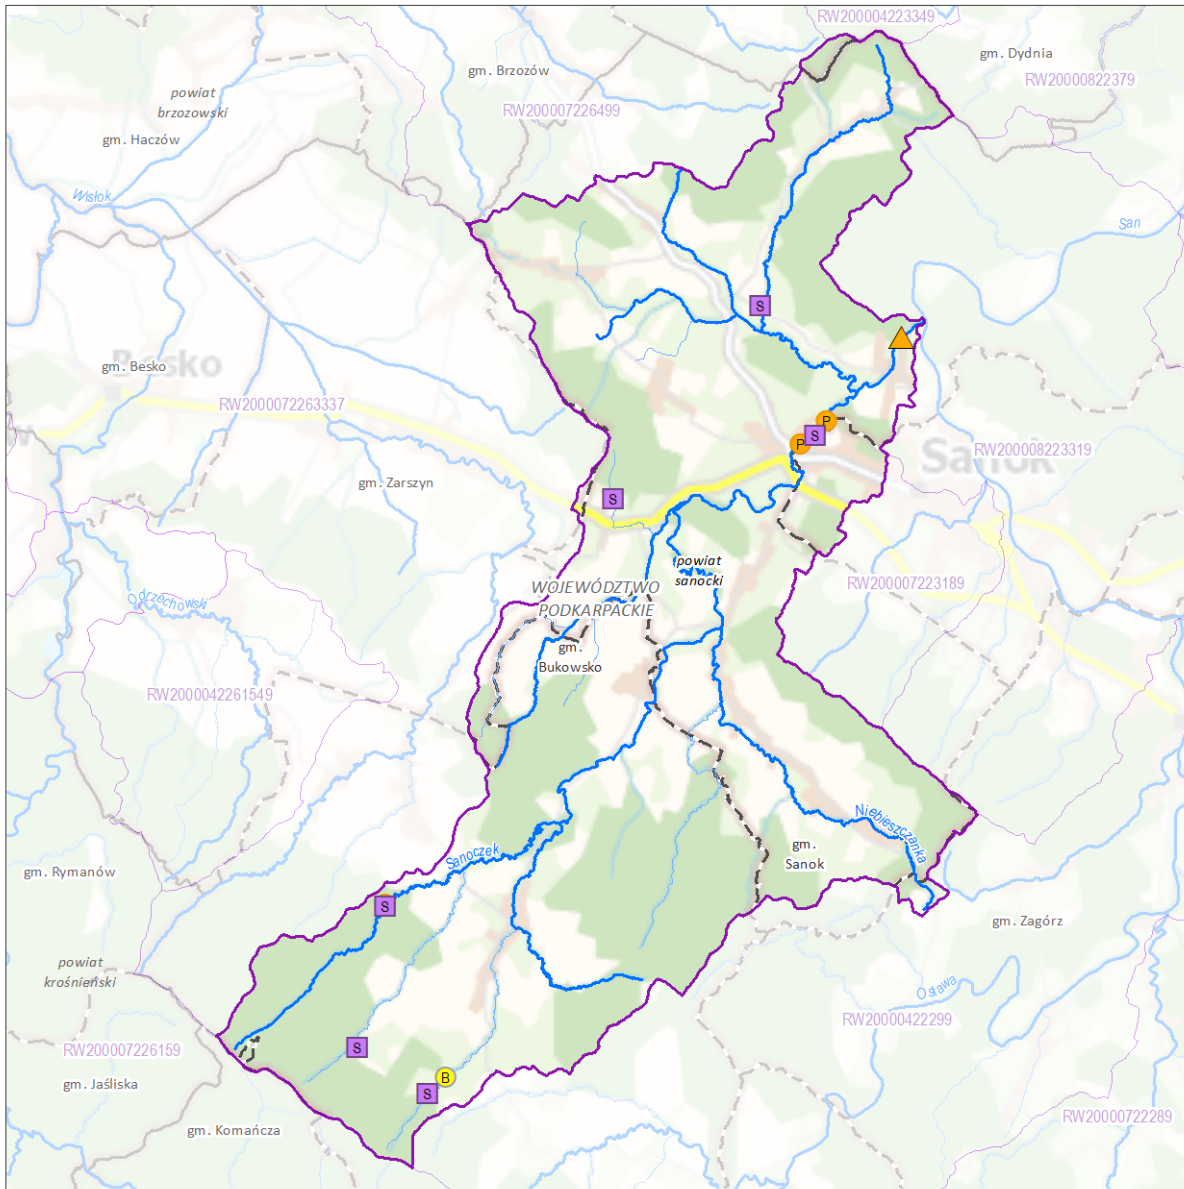 RW200004223349
gm. Dydnia
gm. Brzozów
RW20000822379
powiat
brzozowski
RW200007226499
gm. Haczów
Wisłok
San
S
gm. Besko
Besko
RW2000072263337
P
S
P
Sanok
RW200008223319
gm. Zarszyn
S
powiat
sanocki
WOJEWÓDZTWO
PODKARPACKIE
RW200007223189
gm.
Bukowsko
RW2000042261549
Niebieszczanka
Sanoczek
gm.
Sanok
gm. Rymanów
S
gm. Zagórz
powiat
krośnieński
Osława
RW20000422299
RW200007226159
S
gm. Jaśliska
B
S
RW20000722289
gm. Komańcza